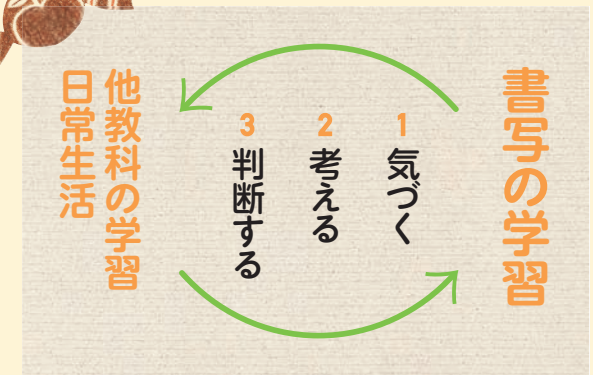 書写の学習
1 気づく
2 考える
3 判断する
他教科の学習
日常生活